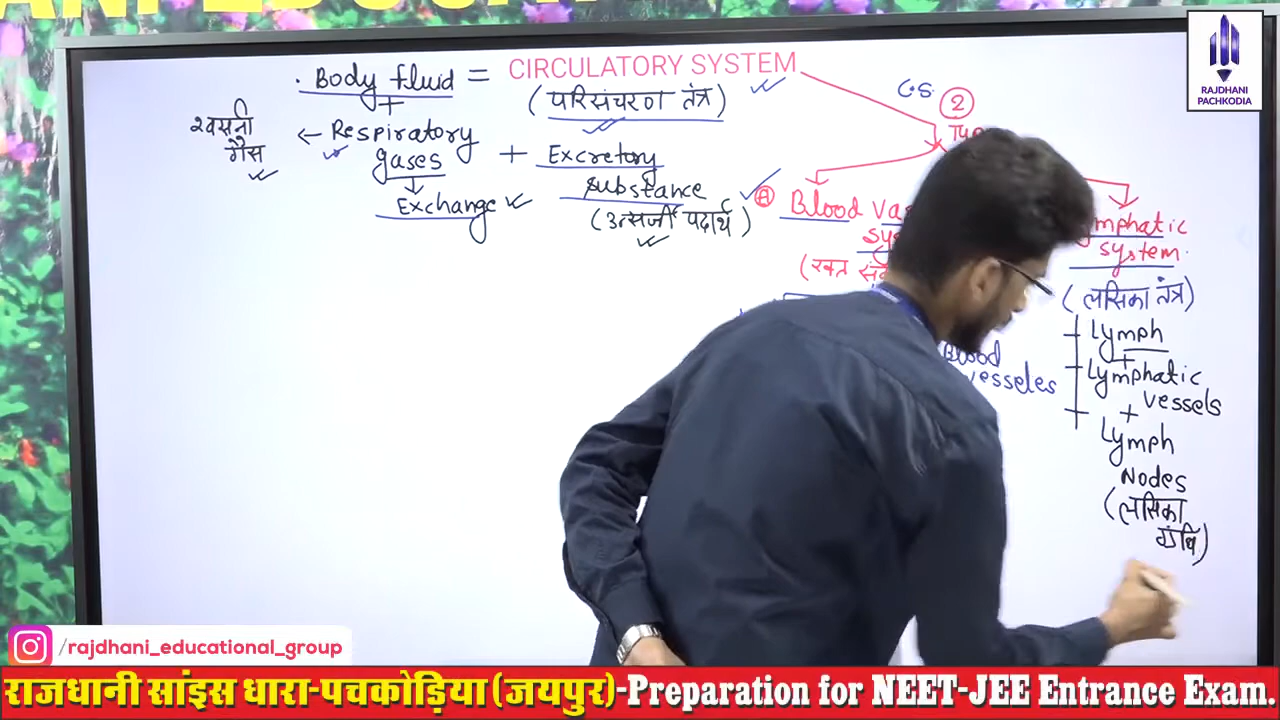 RAJDHANI
PACHKODIA
Body fluid = CIRCULATORY SYSTEM
(परिसंचरण तंत्र)
+
श्वसनी
गैस
← Respiratory
gases
↓
Exchange
+ Excretory
substance
(उत्सर्जी पदार्थ)
C.S.
2
A Blood
(रक्त
Blood
vesseles
system.
(लसिका तंत्र)
Lymph
+
Lymphatic
vessels
+
Lymph
Nodes
(लसिका
ग्रंथि)
/rajdhani_educational_group
राजधानी सांइस धारा-पचकोड़िया (जयपुर)-Preparation for NEET-JEE Entrance Exam.